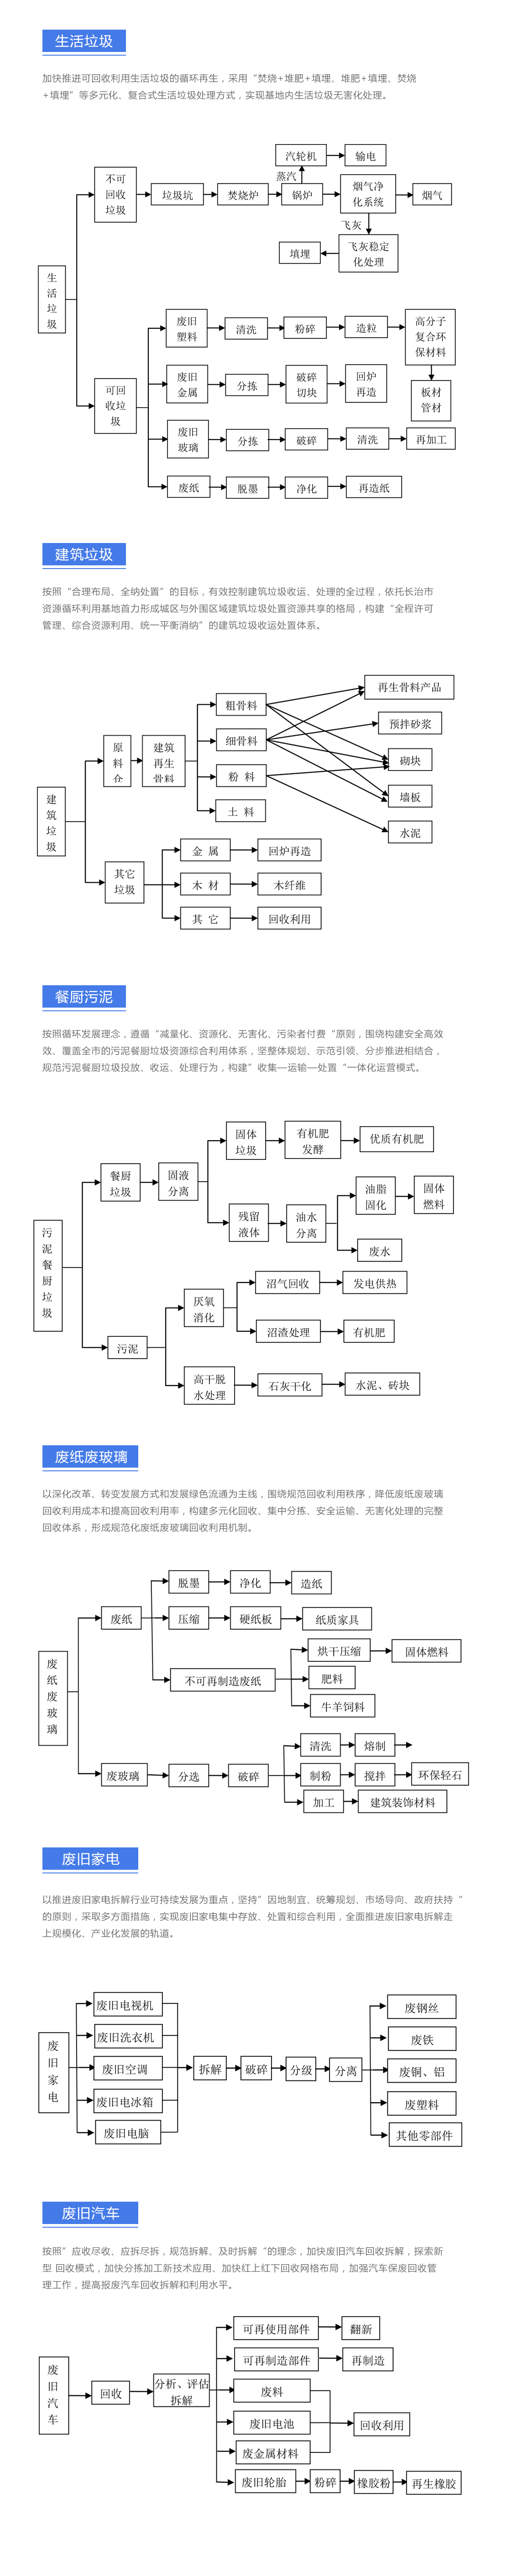 生活垃圾
加快推进可回收利用生活垃圾的循环再生，采用“焚烧+堆肥+填埋、堆肥+填埋、焚烧
+填埋”等多元化、复合式生活垃圾处理方式，实现基地内生活垃圾无害化处理。
汽轮机
输电
蒸汽
不可
回收
垃圾
垃圾坑
焚烧炉
锅炉
烟气净
化系统
烟气
飞灰
填埋
飞灰稳定
化处理
生
活
垃
圾
废旧
塑料
清洗
粉碎
造粒
高分子
复合环
保材料
可回
收垃
圾
废旧
金属
分拣
破碎
切块
回炉
再造
板材
管材
废旧
玻璃
分拣
破碎
清洗
再加工
废纸
脱墨
净化
再造纸
建筑垃圾
按照“合理布局、全纳处置”的目标，有效控制建筑垃圾收运、处理的全过程，依托长治市
资源循环利用基地首力形成城区与外围区域建筑垃圾处置资源共享的格局，构建“全程许可
管理、综合资源利用、统一平衡消纳”的建筑垃圾收运处置体系。
再生骨料产品
粗骨料
预拌砂浆
原
料
仓
建筑
再生
骨料
细骨料
砌块
粉 料
墙板
建
筑
垃
圾
土 料
水泥
其它
垃圾
金 属
回炉再造
木 材
木纤维
其 它
回收利用
餐厨污泥
按照循环发展理念，遵循“减量化、资源化、无害化、污染者付费“原则，围绕构建安全高效
效、覆盖全市的污泥餐厨垃圾资源综合利用体系，坚整体规划、示范引领、分步推进相结合，
规范污泥餐厨垃圾投放、收运、处理行为，构建”收集—运输—处置“一体化运营模式。
固体
垃圾
有机肥
发酵
优质有机肥
餐厨
垃圾
固液
分离
油脂
固化
固体
燃料
残留
液体
油水
分离
废水
污
泥
餐
厨
垃
圾
沼气回收
发电供热
厌氧
消化
沼渣处理
有机肥
污泥
高干脱
水处理
石灰干化
水泥、砖块
废纸废玻璃
以深化改革、转变发展方式和发展绿色流通为主线，围绕规范回收利用秩序，降低废纸废玻璃
回收利用成本和提高回收利用率，构建多元化回收、集中分拣、安全运输、无害化处理的完整
回收体系，形成规范化废纸废玻璃回收利用机制。
脱墨
净化
造纸
废纸
压缩
硬纸板
纸质家具
烘干压缩
固体燃料
不可再制造废纸
肥料
牛羊饲料
废
纸
废
玻
璃
清洗
熔制
废玻璃
分选
破碎
制粉
搅拌
环保轻石
加工
建筑装饰材料
废旧家电
以推进废旧家电拆解行业可持续发展为重点，坚持”因地制宜、统筹规划、市场导向、政府扶持 ”
的原则，采取多方面措施，实现废旧家电集中存放、处置和综合利用，全面推进废旧家电拆解走
上规模化、产业化发展的轨道。
废旧电视机
废钢丝
废旧洗衣机
废铁
废
旧
家
电
废旧空调
拆解
破碎
分级
分离
废铜、铝
废旧电冰箱
废塑料
废旧电脑
其他零部件
废旧汽车
按照”应收尽收、应拆尽拆，规范拆解、及时拆解“的理念，加快废旧汽车回收拆解，探索新
型 回收模式，加快分拣加工新技术应用、加快红上红下回收网格布局，加强汽车保废回收管
理工作，提高报废汽车回收拆解和利用水平。
可再使用部件
翻新
可再制造部件
再制造
废
旧
汽
车
回收
分析、评估
拆解
废料
废旧电池
回收利用
废金属材料
废旧轮胎
粉碎
橡胶粉
再生橡胶